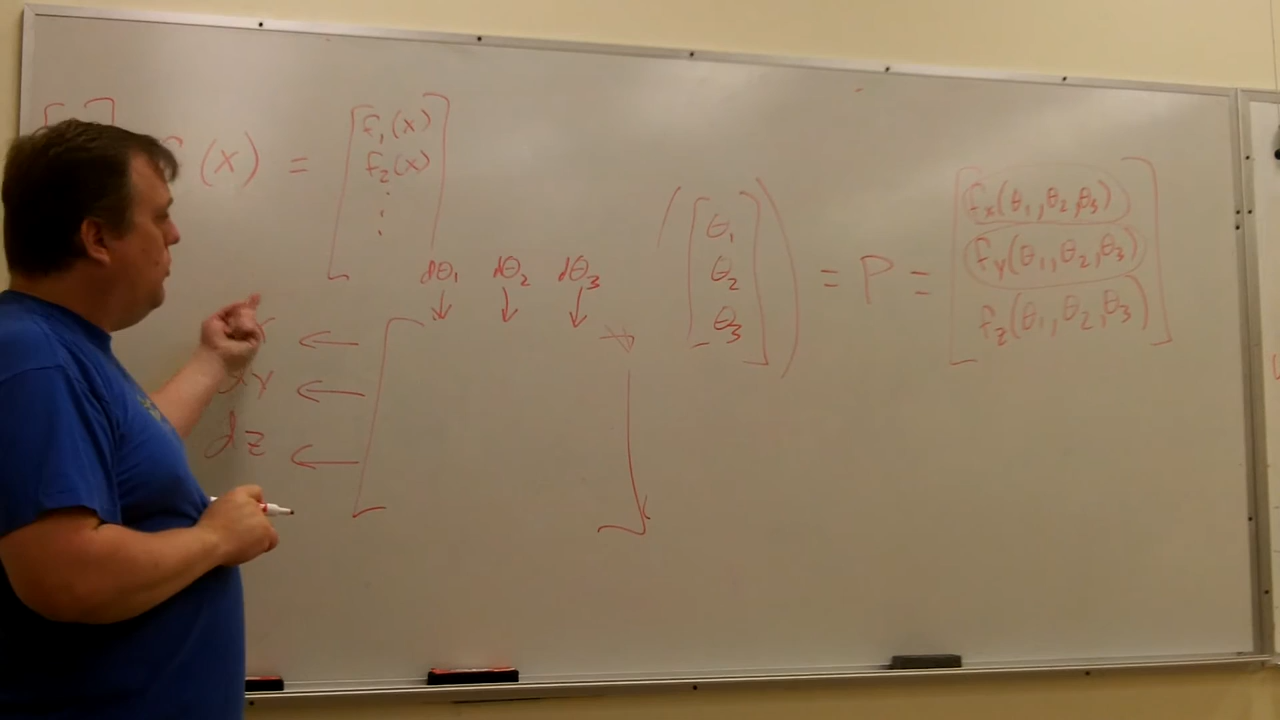 (x) = [f₁(x)
f₂(x)
⋮
([θ₁
θ₂
θ₃]) = P = [fₓ(θ₁,θ₂,θ₃)
f_y(θ₁,θ₂,θ₃)
f_z(θ₁,θ₂,θ₃)]
dθ₁ dθ₂ dθ₃
↓ ↓ ↓
←
dy ←
dz ←